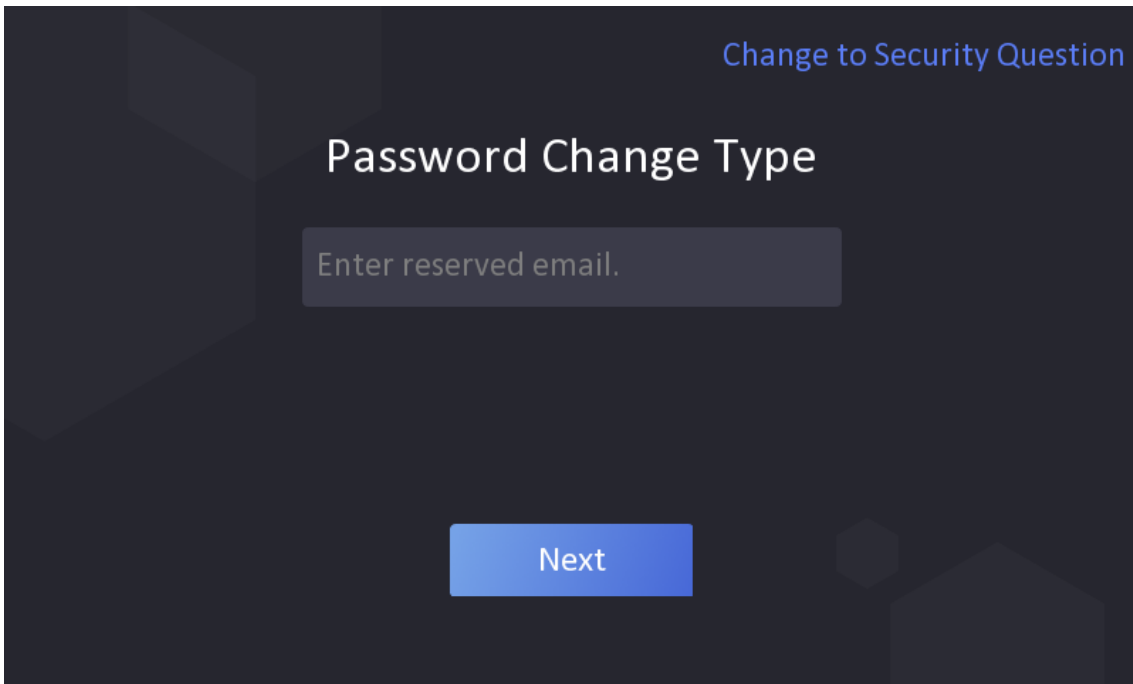 Change to Security Question
Password Change Type
Enter reserved email.
Next